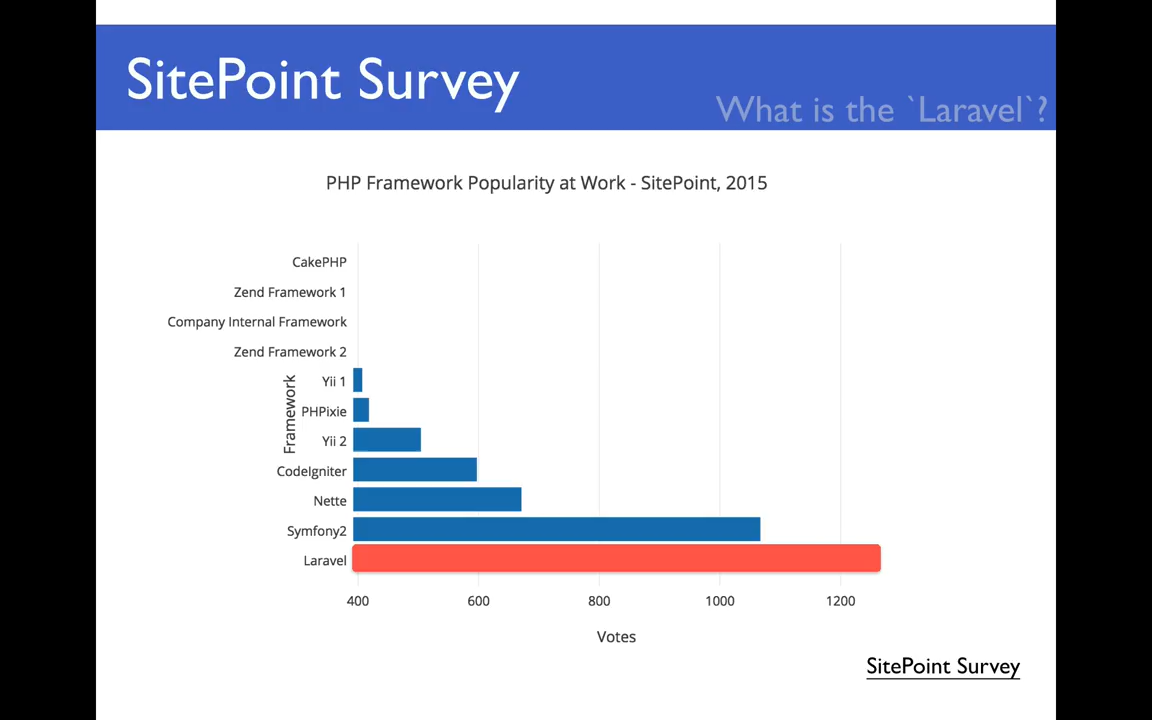 SitePoint Survey
What is the `Laravel`?
PHP Framework Popularity at Work - SitePoint, 2015
CakePHP
Zend Framework 1
Company Internal Framework
Zend Framework 2
Yii 1
PHPixie
Yii 2
CodeIgniter
Nette
Symfony2
Laravel
Framework
400 600 800 1000 1200
Votes
SitePoint Survey